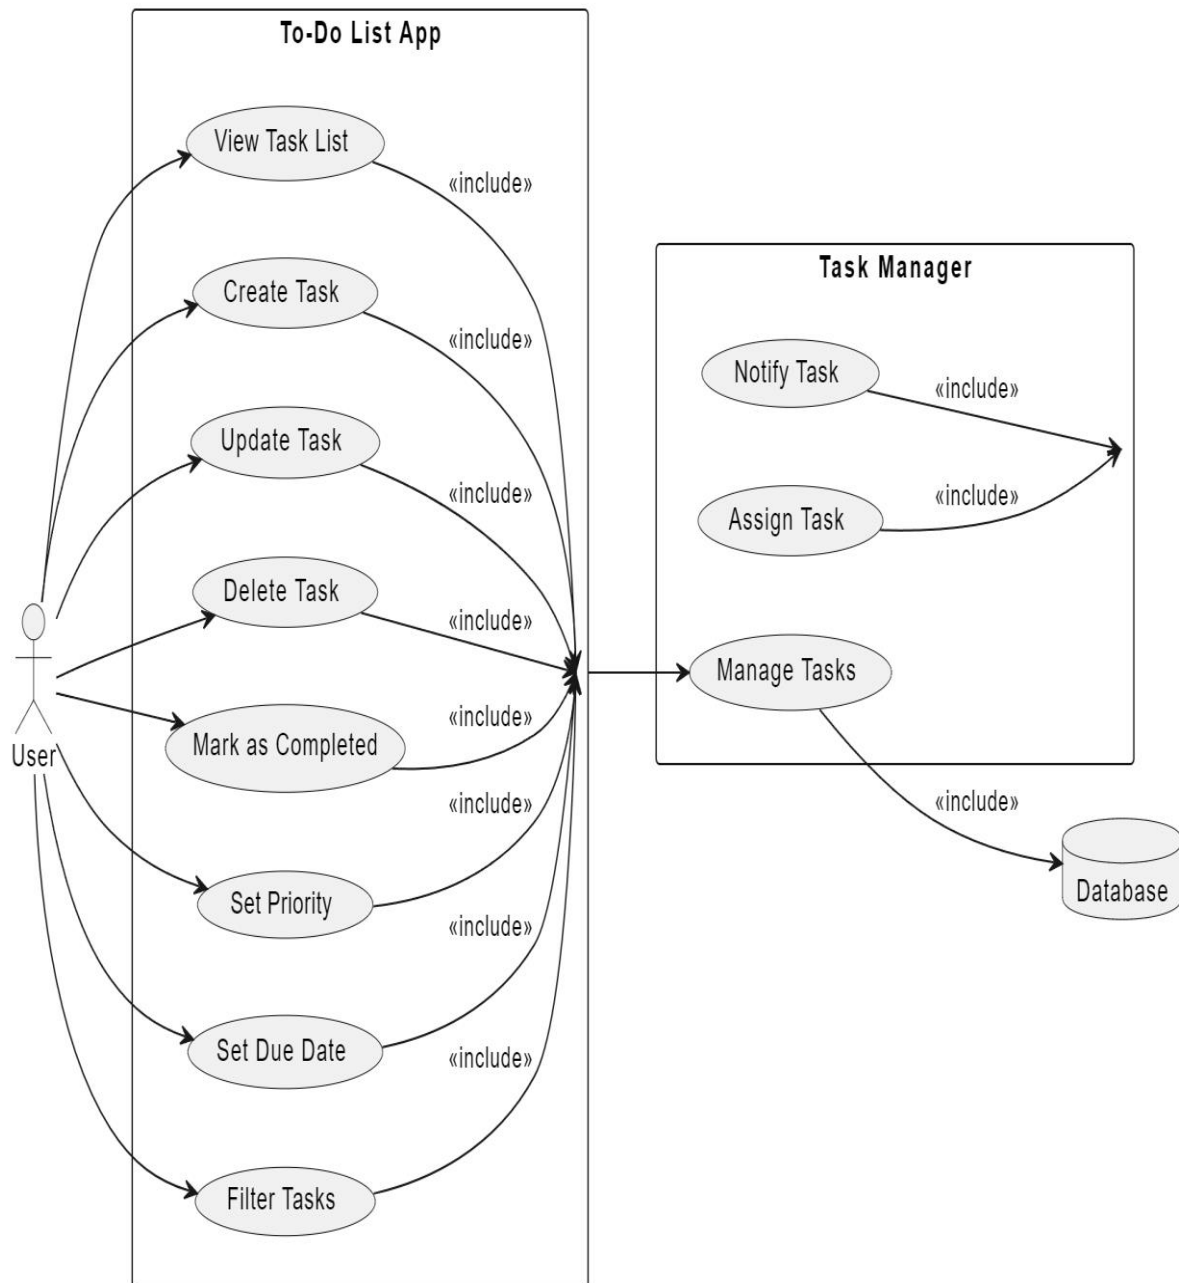 To-Do List App
View Task List
«include»
Create Task
«include»
Update Task
«include»
Delete Task
«include»
Mark as Completed
«include»
User
Set Priority
«include»
Set Due Date
«include»
Filter Tasks
«include»
Task Manager
Notify Task
«include»
Assign Task
«include»
Manage Tasks
«include»
Database